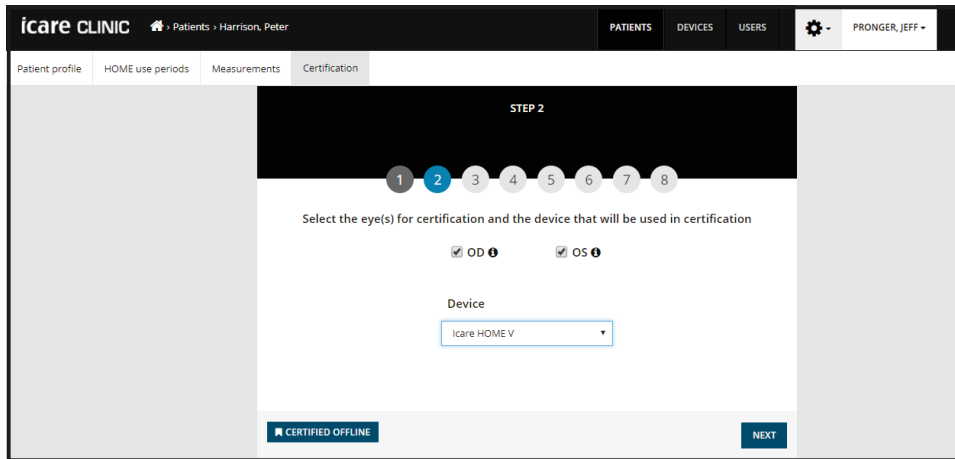 icare CLINIC > Patients > Harrison, Peter PATIENTS DEVICES USERS PRONGER, JEFF
Patient profile HOME use periods Measurements Certification
STEP 2
1 2 3 4 5 6 7 8
Select the eye(s) for certification and the device that will be used in certification
OD OS
Device
Icare HOME V
CERTIFIED OFFLINE NEXT